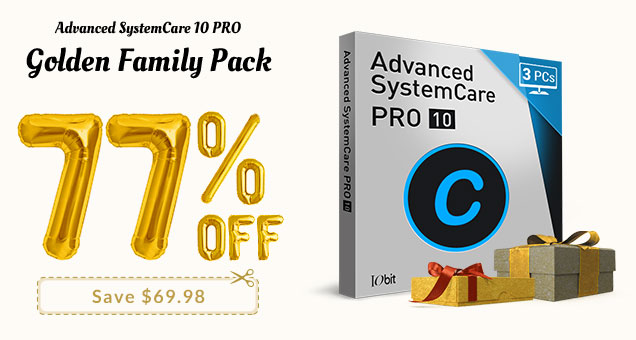 Advanced SystemCare 10 PRO
Golden Family Pack
77%
OFF
Save $69.98
Advanced SystemCare PRO 10
Advanced
SystemCare
PRO 10
3 PCs
C
IObit